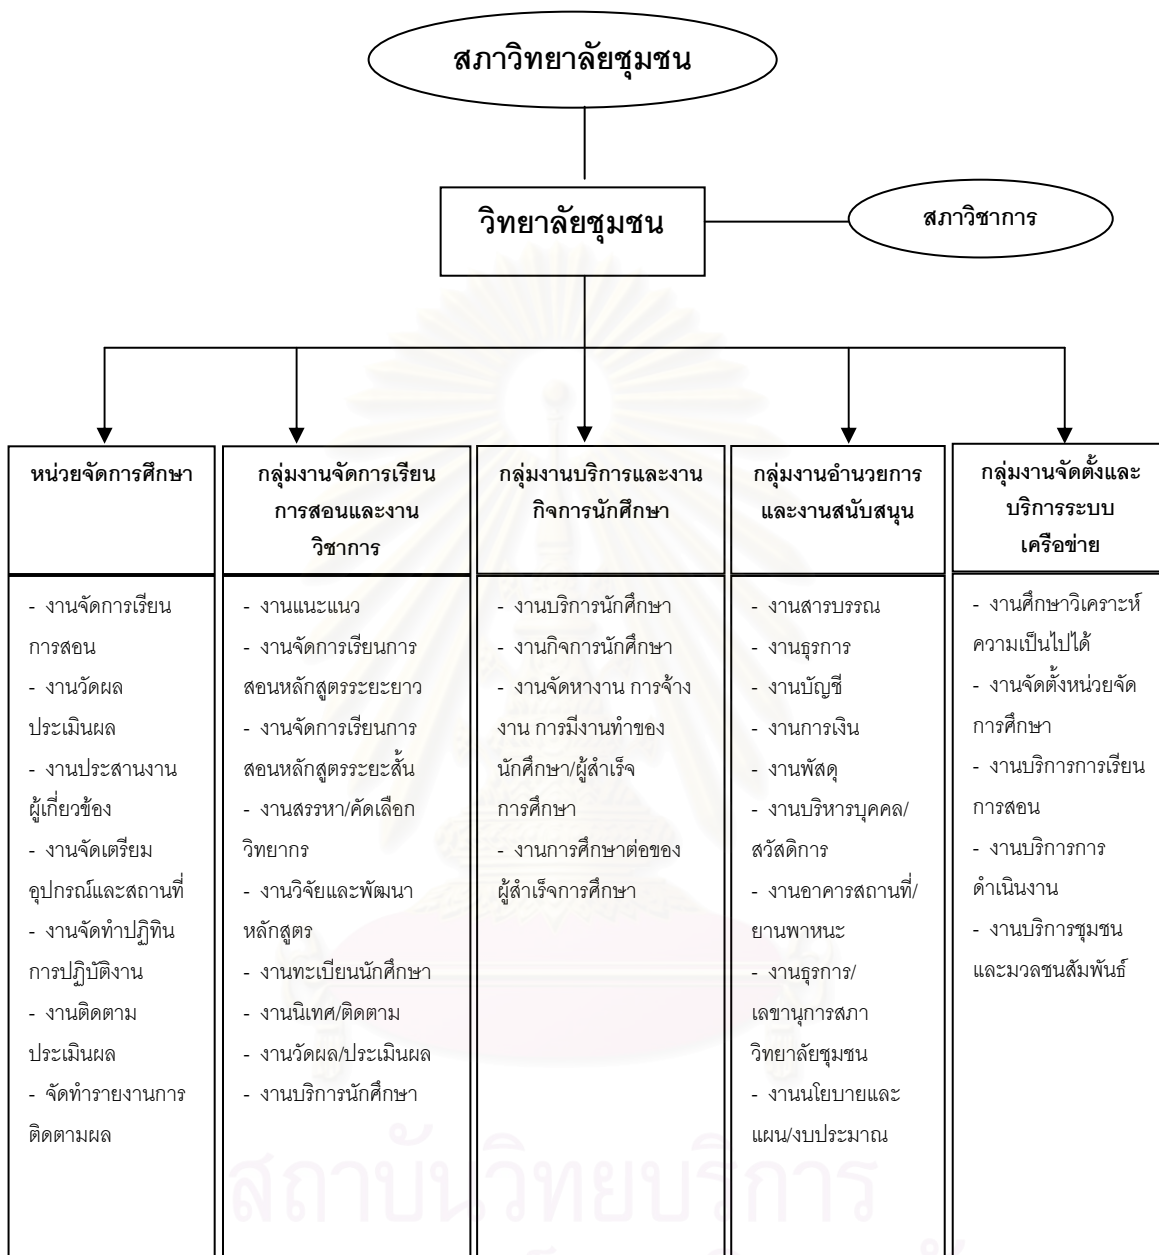 สภาวิทยาลัยชุมชน
วิทยาลัยชุมชน
สภาวิชาการ
หน่วยจัดการศึกษา
- งานจัดการเรียน
การสอน
- งานวัดผล
ประเมินผล
- งานประสานงาน
ผู้เกี่ยวข้อง
- งานจัดเตรียม
อุปกรณ์และสถานที่
- งานจัดทำปฏิทิน
การปฏิบัติงาน
- งานติดตาม
ประเมินผล
- จัดทำรายงานการ
ติดตามผล
กลุ่มงานจัดการเรียน
การสอนและงาน
วิชาการ
- งานแนะแนว
- งานจัดการเรียนการ
สอนหลักสูตรระยะยาว
- งานจัดการเรียนการ
สอนหลักสูตรระยะสั้น
- งานสรรหา/คัดเลือก
วิทยากร
- งานวิจัยและพัฒนา
หลักสูตร
- งานทะเบียนนักศึกษา
- งานนิเทศ/ติดตาม
- งานวัดผล/ประเมินผล
- งานบริการนักศึกษา
กลุ่มงานบริการและงาน
กิจการนักศึกษา
- งานบริการนักศึกษา
- งานกิจการนักศึกษา
- งานจัดหางาน การจ้าง
งาน การมีงานทำของ
นักศึกษา/ผู้สำเร็จ
การศึกษา
- งานการศึกษาต่อของ
ผู้สำเร็จการศึกษา
กลุ่มงานอำนวยการ
และงานสนับสนุน
- งานสารบรรณ
- งานธุรการ
- งานบัญชี
- งานการเงิน
- งานพัสดุ
- งานบริหารบุคคล/
สวัสดิการ
- งานอาคารสถานที่/
ยานพาหนะ
- งานธุรการ/
เลขานุการสภา
วิทยาลัยชุมชน
- งานนโยบายและ
แผน/งบประมาณ
กลุ่มงานจัดตั้งและ
บริการระบบ
เครือข่าย
- งานศึกษาวิเคราะห์
ความเป็นไปได้
- งานจัดตั้งหน่วยจัด
การศึกษา
- งานบริการการเรียน
การสอน
- งานบริการการ
ดำเนินงาน
- งานบริการชุมชน
และมวลชนสัมพันธ์
สถาบันวิทยบริการ